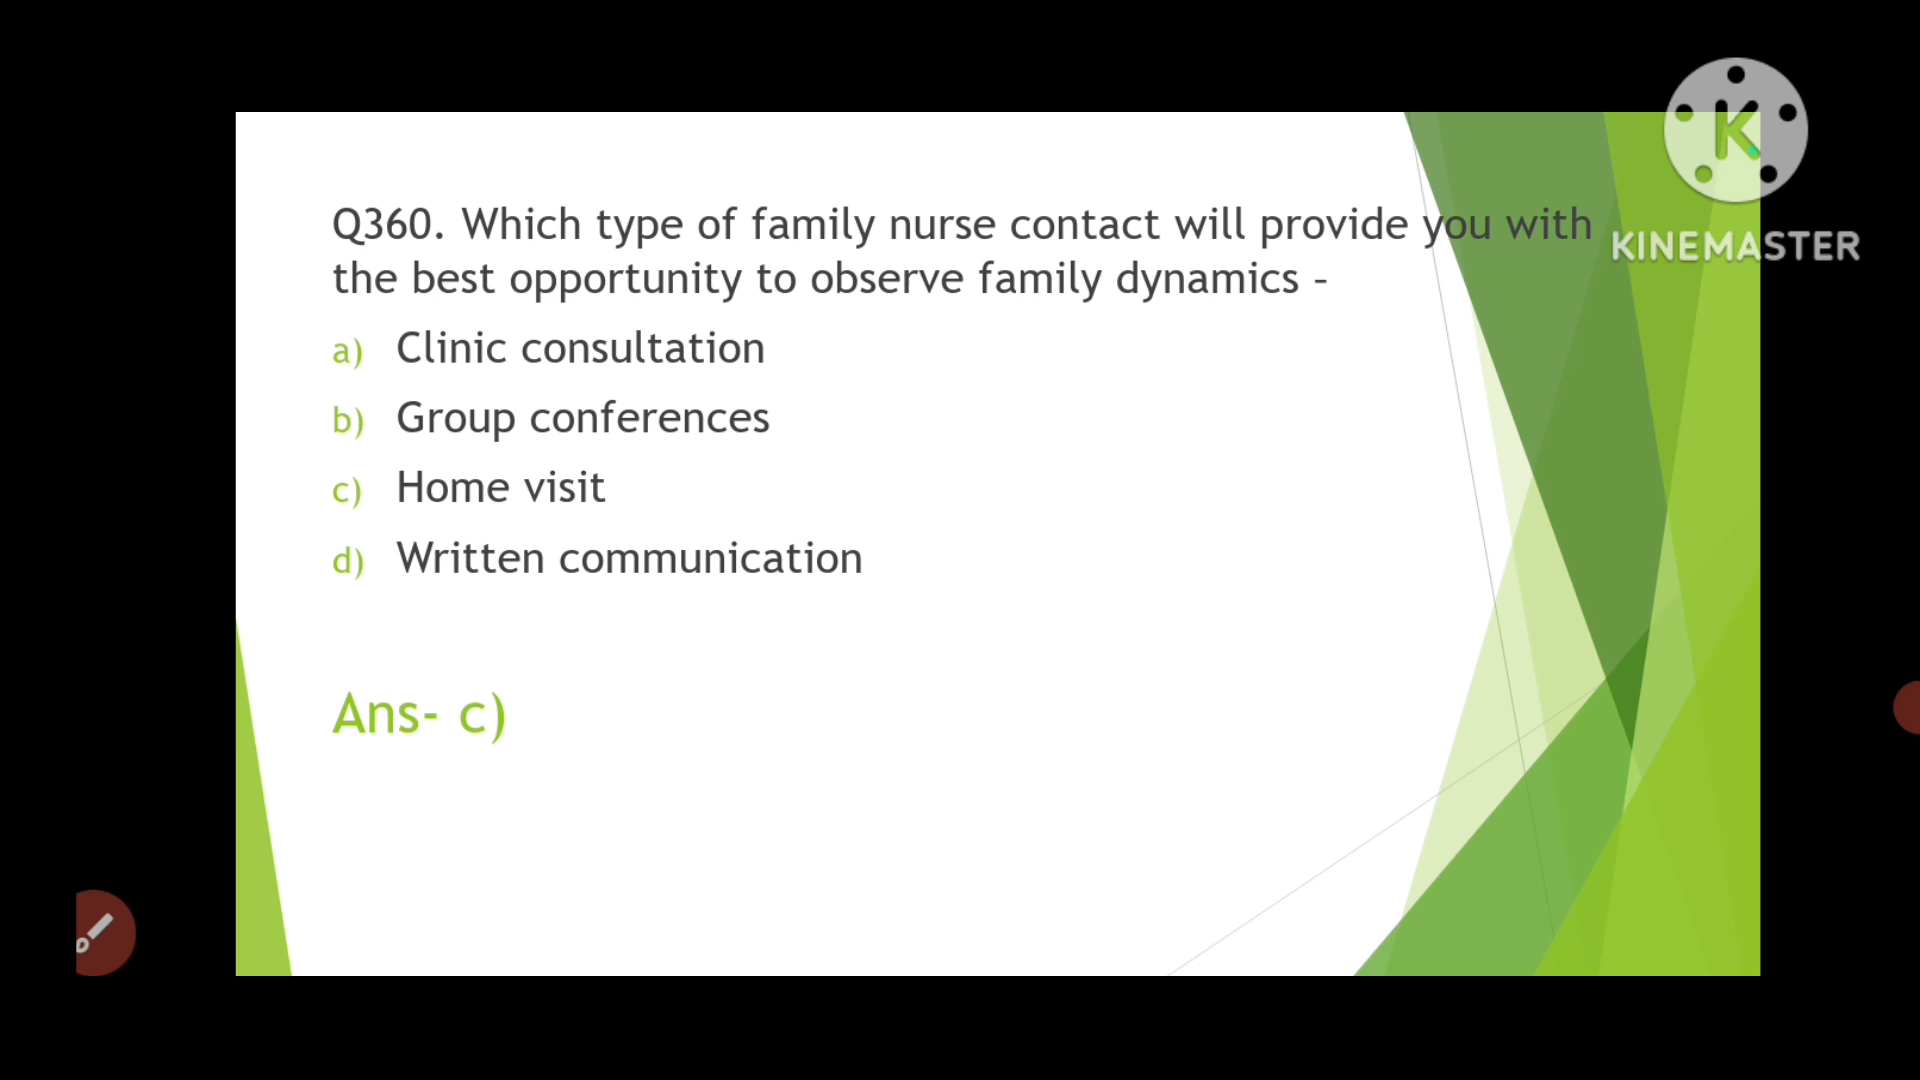 Q360. Which type of family nurse contact will provide you with
the best opportunity to observe family dynamics –
a) Clinic consultation
b) Group conferences
c) Home visit
d) Written communication
Ans- c)
K
KINEMASTER